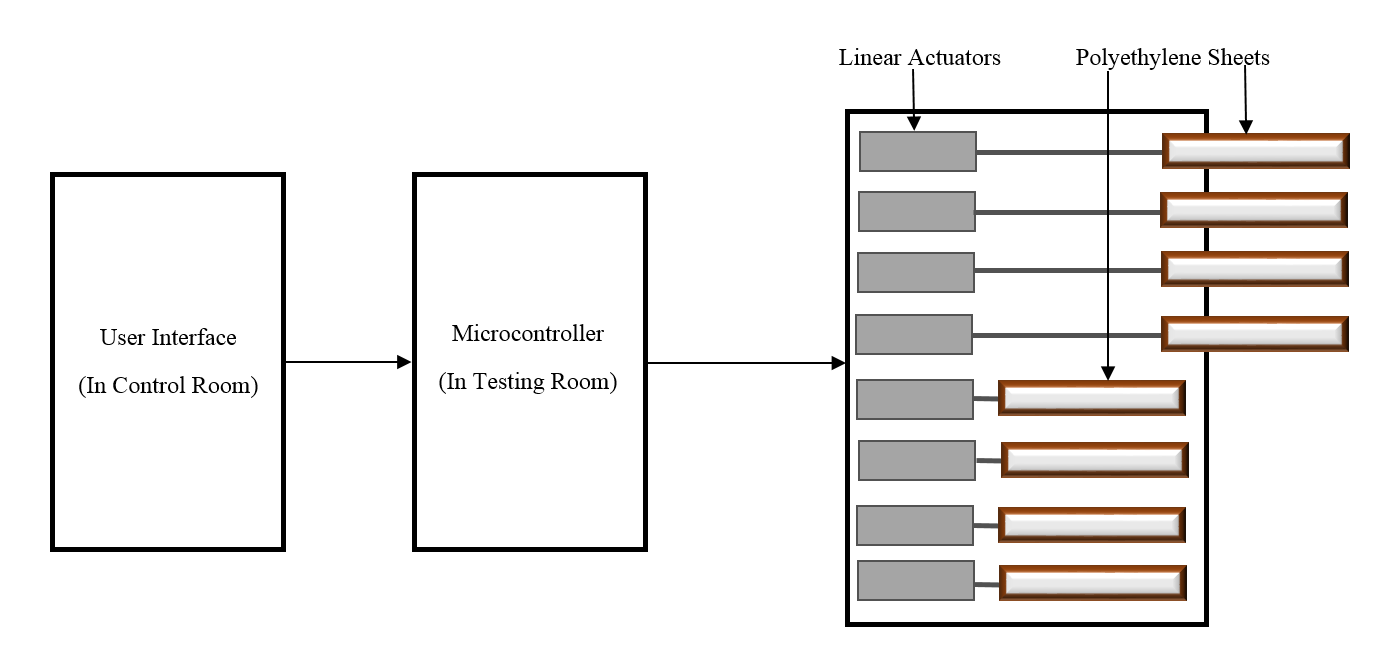 Linear Actuators
Polyethylene Sheets
User Interface
(In Control Room)
Microcontroller
(In Testing Room)